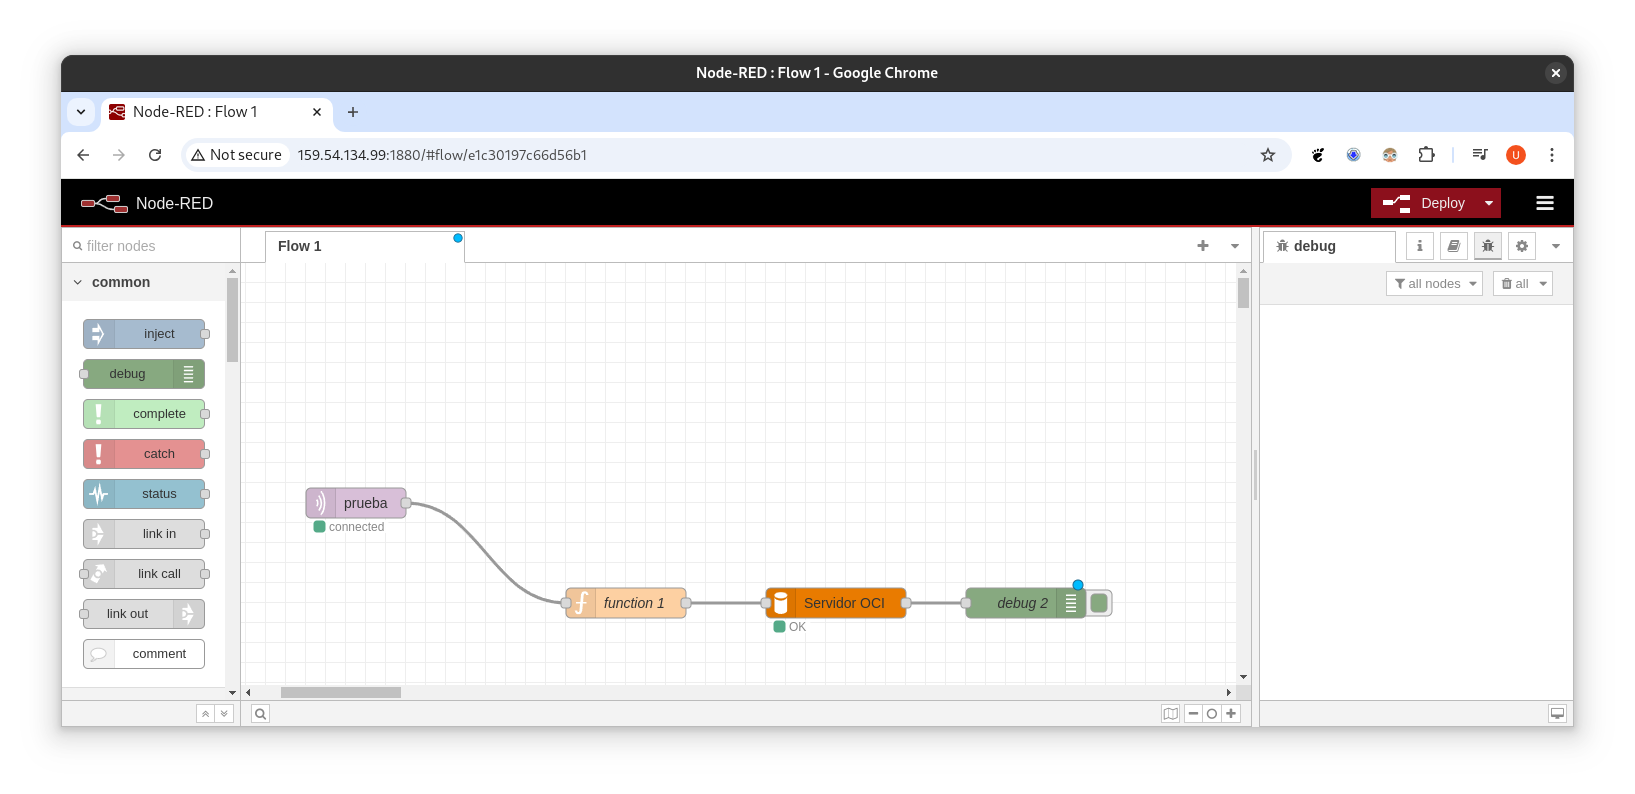 Node-RED : Flow 1 - Google Chrome
Node-RED : Flow 1
Not secure 159.54.134.99:1880/#flow/e1c30197c66d56b1
U
Node-RED
Deploy
filter nodes
Flow 1
debug
i
common
all nodes
all
inject
debug
complete
catch
status
link in
link call
link out
comment
prueba
connected
function 1
Servidor OCI
debug 2
OK